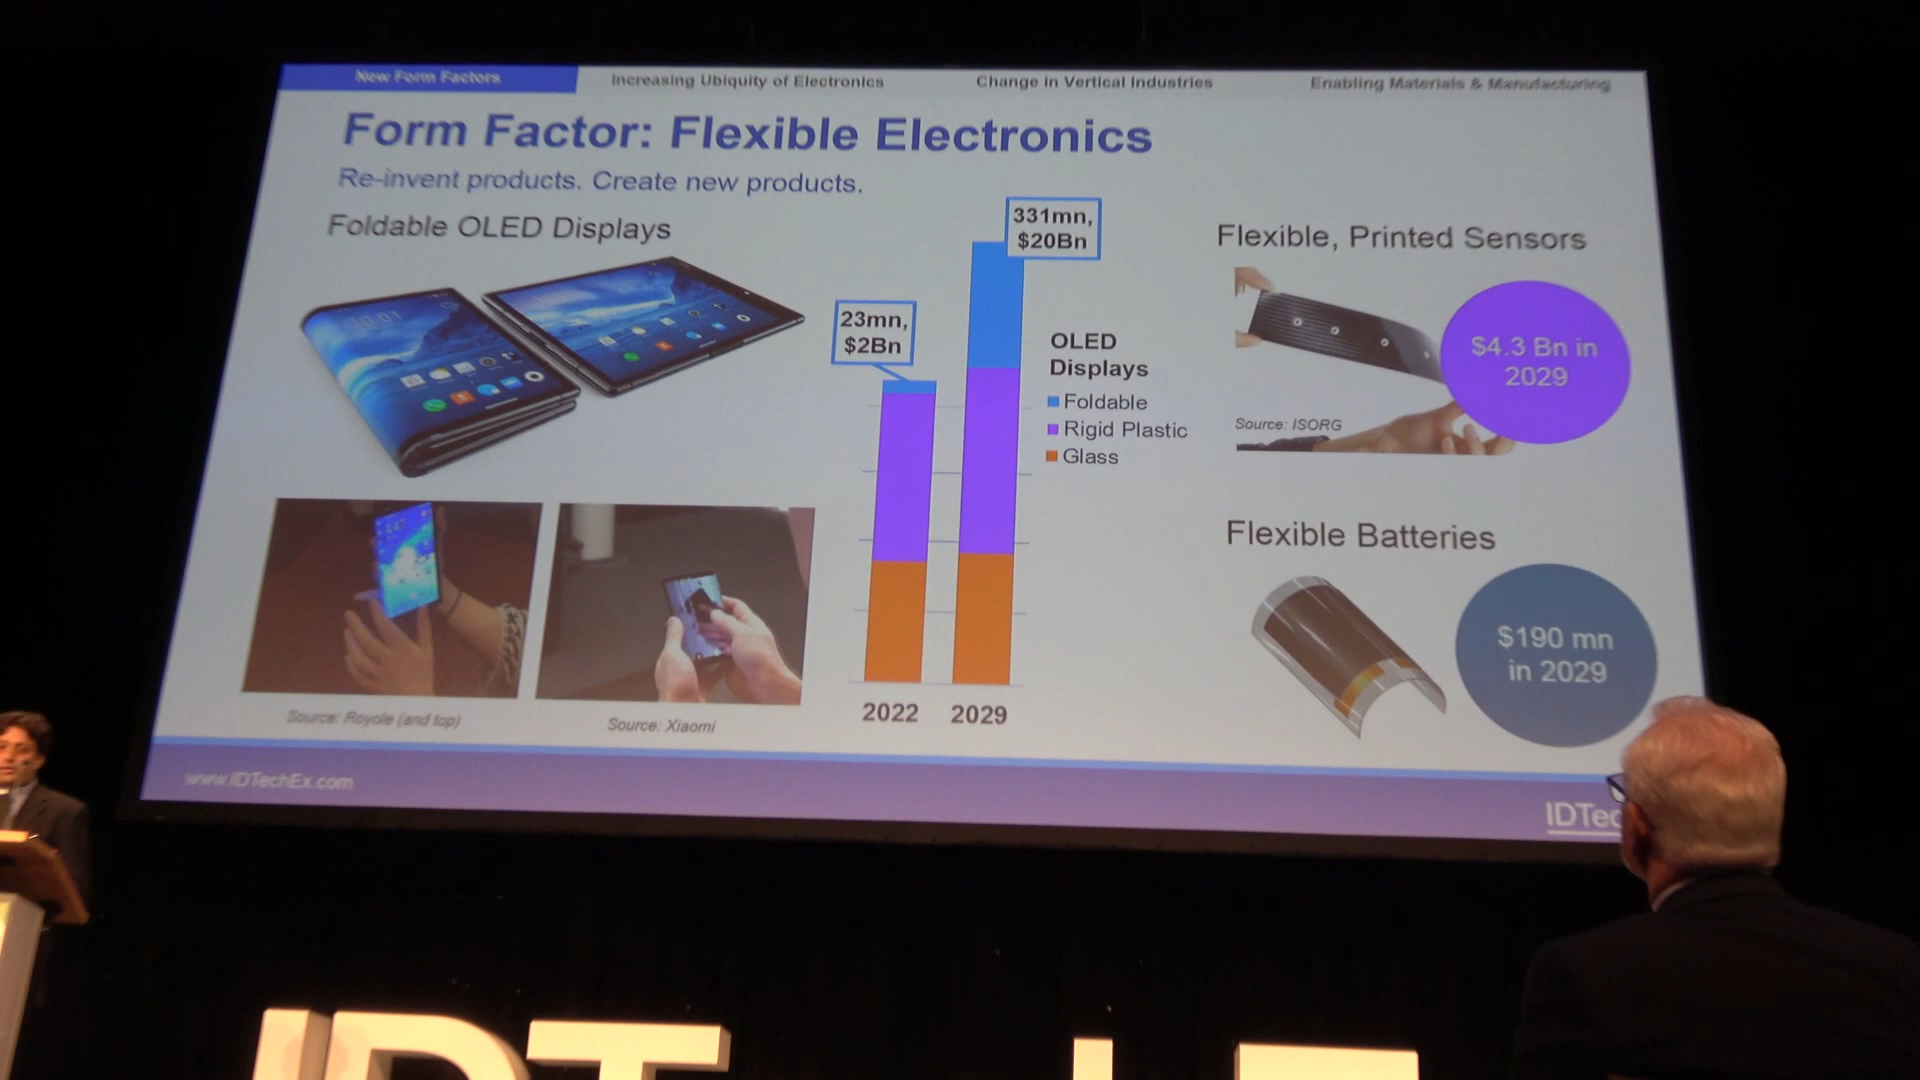 New Form Factors
Increasing Ubiquity of Electronics
Change in Vertical Industries
Enabling Materials & Manufacturing
Form Factor: Flexible Electronics
Re-invent products. Create new products.
Foldable OLED Displays
Source: Royole (and top)
Source: Xiaomi
23mn,
$2Bn
331mn,
$20Bn
OLED
Displays
Foldable
Rigid Plastic
Glass
2022
2029
Flexible, Printed Sensors
$4.3 Bn in
2029
Source: ISORG
Flexible Batteries
$190 mn
in 2029
www.IDTechEx.com
IDTec
IDT